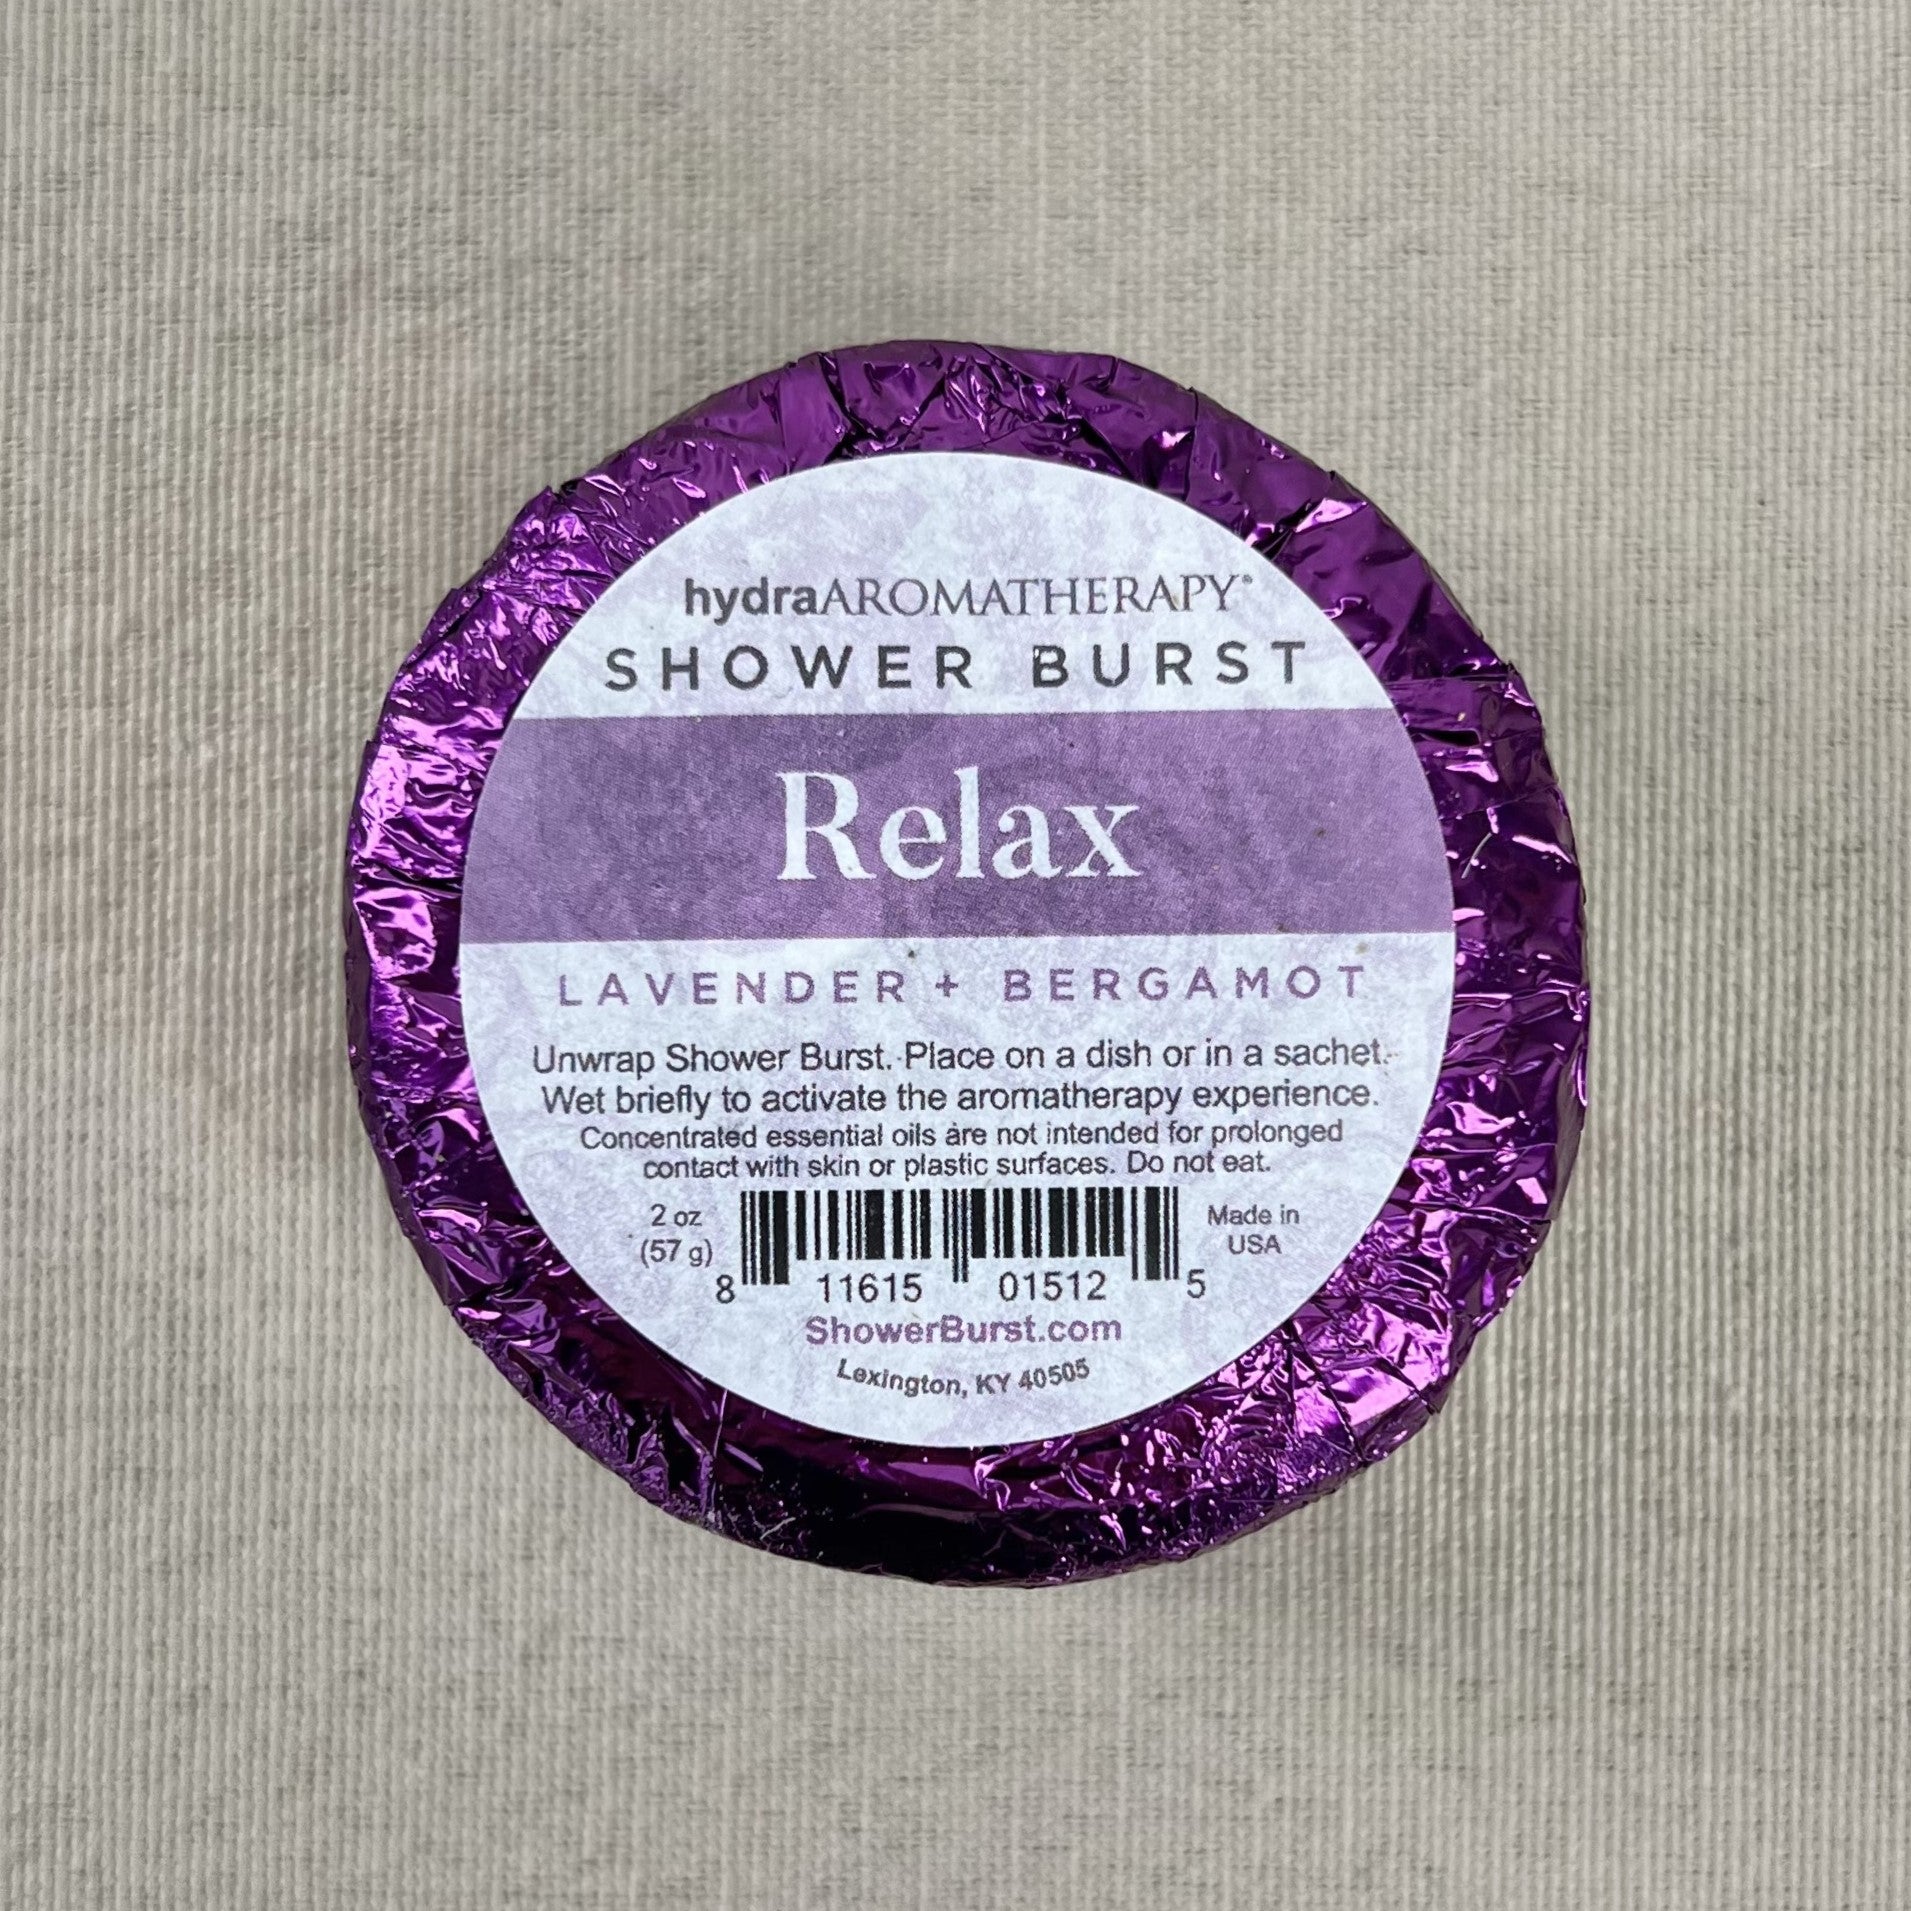 hydraAROMATHERAPY®
SHOWER BURST
Relax
LAVENDER + BERGAMOT
Unwrap Shower Burst. Place on a dish or in a sachet.
Wet briefly to activate the aromatherapy experience.
Concentrated essential oils are not intended for prolonged
contact with skin or plastic surfaces. Do not eat.
2 oz
(57 g)
8 11615 01512 5
Made in
USA
ShowerBurst.com
Lexington, KY 40505